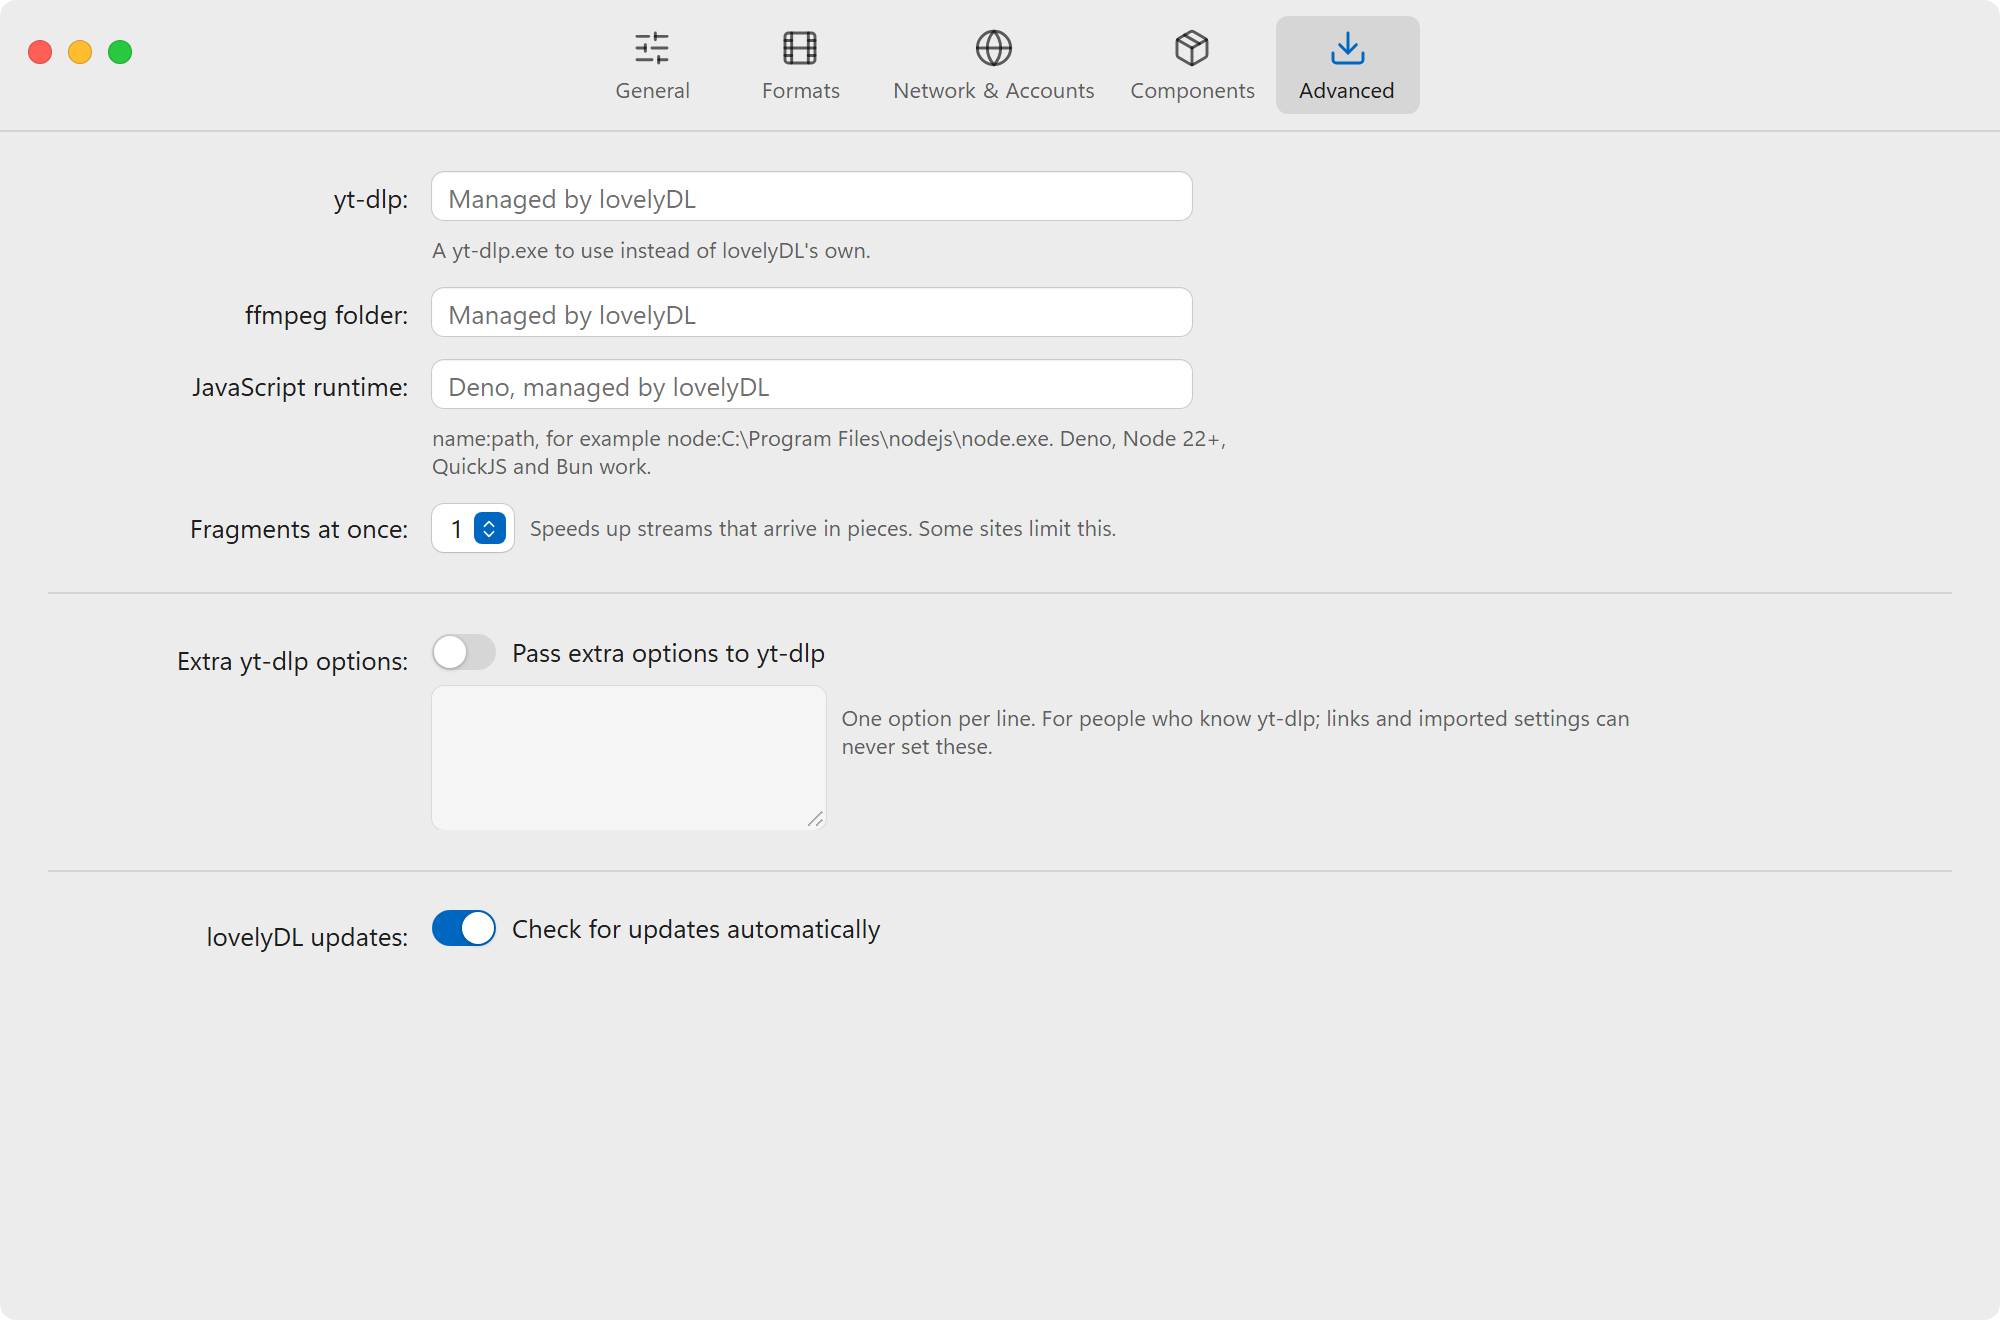 General
Formats
Network & Accounts
Components
Advanced
yt-dlp:
Managed by lovelyDL
A yt-dlp.exe to use instead of lovelyDL's own.
ffmpeg folder:
Managed by lovelyDL
JavaScript runtime:
Deno, managed by lovelyDL
name:path, for example node:C:\Program Files\nodejs\node.exe. Deno, Node 22+,
QuickJS and Bun work.
Fragments at once:
1
Speeds up streams that arrive in pieces. Some sites limit this.
Extra yt-dlp options:
Pass extra options to yt-dlp
One option per line. For people who know yt-dlp; links and imported settings can
never set these.
lovelyDL updates:
Check for updates automatically